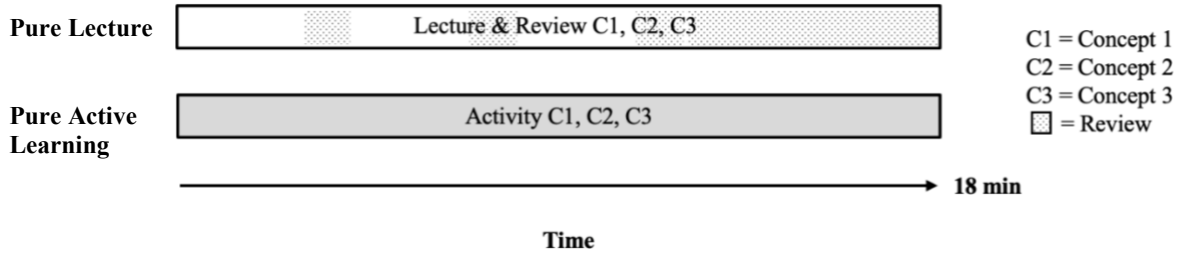 Pure Lecture
Lecture & Review C1, C2, C3
Pure Active
Learning
Activity C1, C2, C3
C1 = Concept 1
C2 = Concept 2
C3 = Concept 3
= Review
18 min
Time